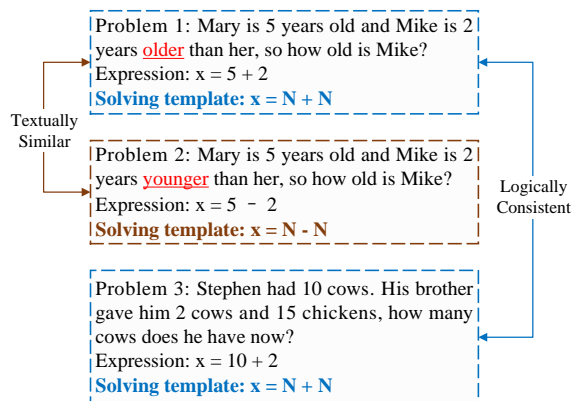 Problem 1: Mary is 5 years old and Mike is 2
years older than her, so how old is Mike?
Expression: x = 5 + 2
Solving template: x = N + N
Textually
Similar
Problem 2: Mary is 5 years old and Mike is 2
years younger than her, so how old is Mike?
Expression: x = 5 - 2
Solving template: x = N - N
Logically
Consistent
Problem 3: Stephen had 10 cows. His brother
gave him 2 cows and 15 chickens, how many
cows does he have now?
Expression: x = 10 + 2
Solving template: x = N + N